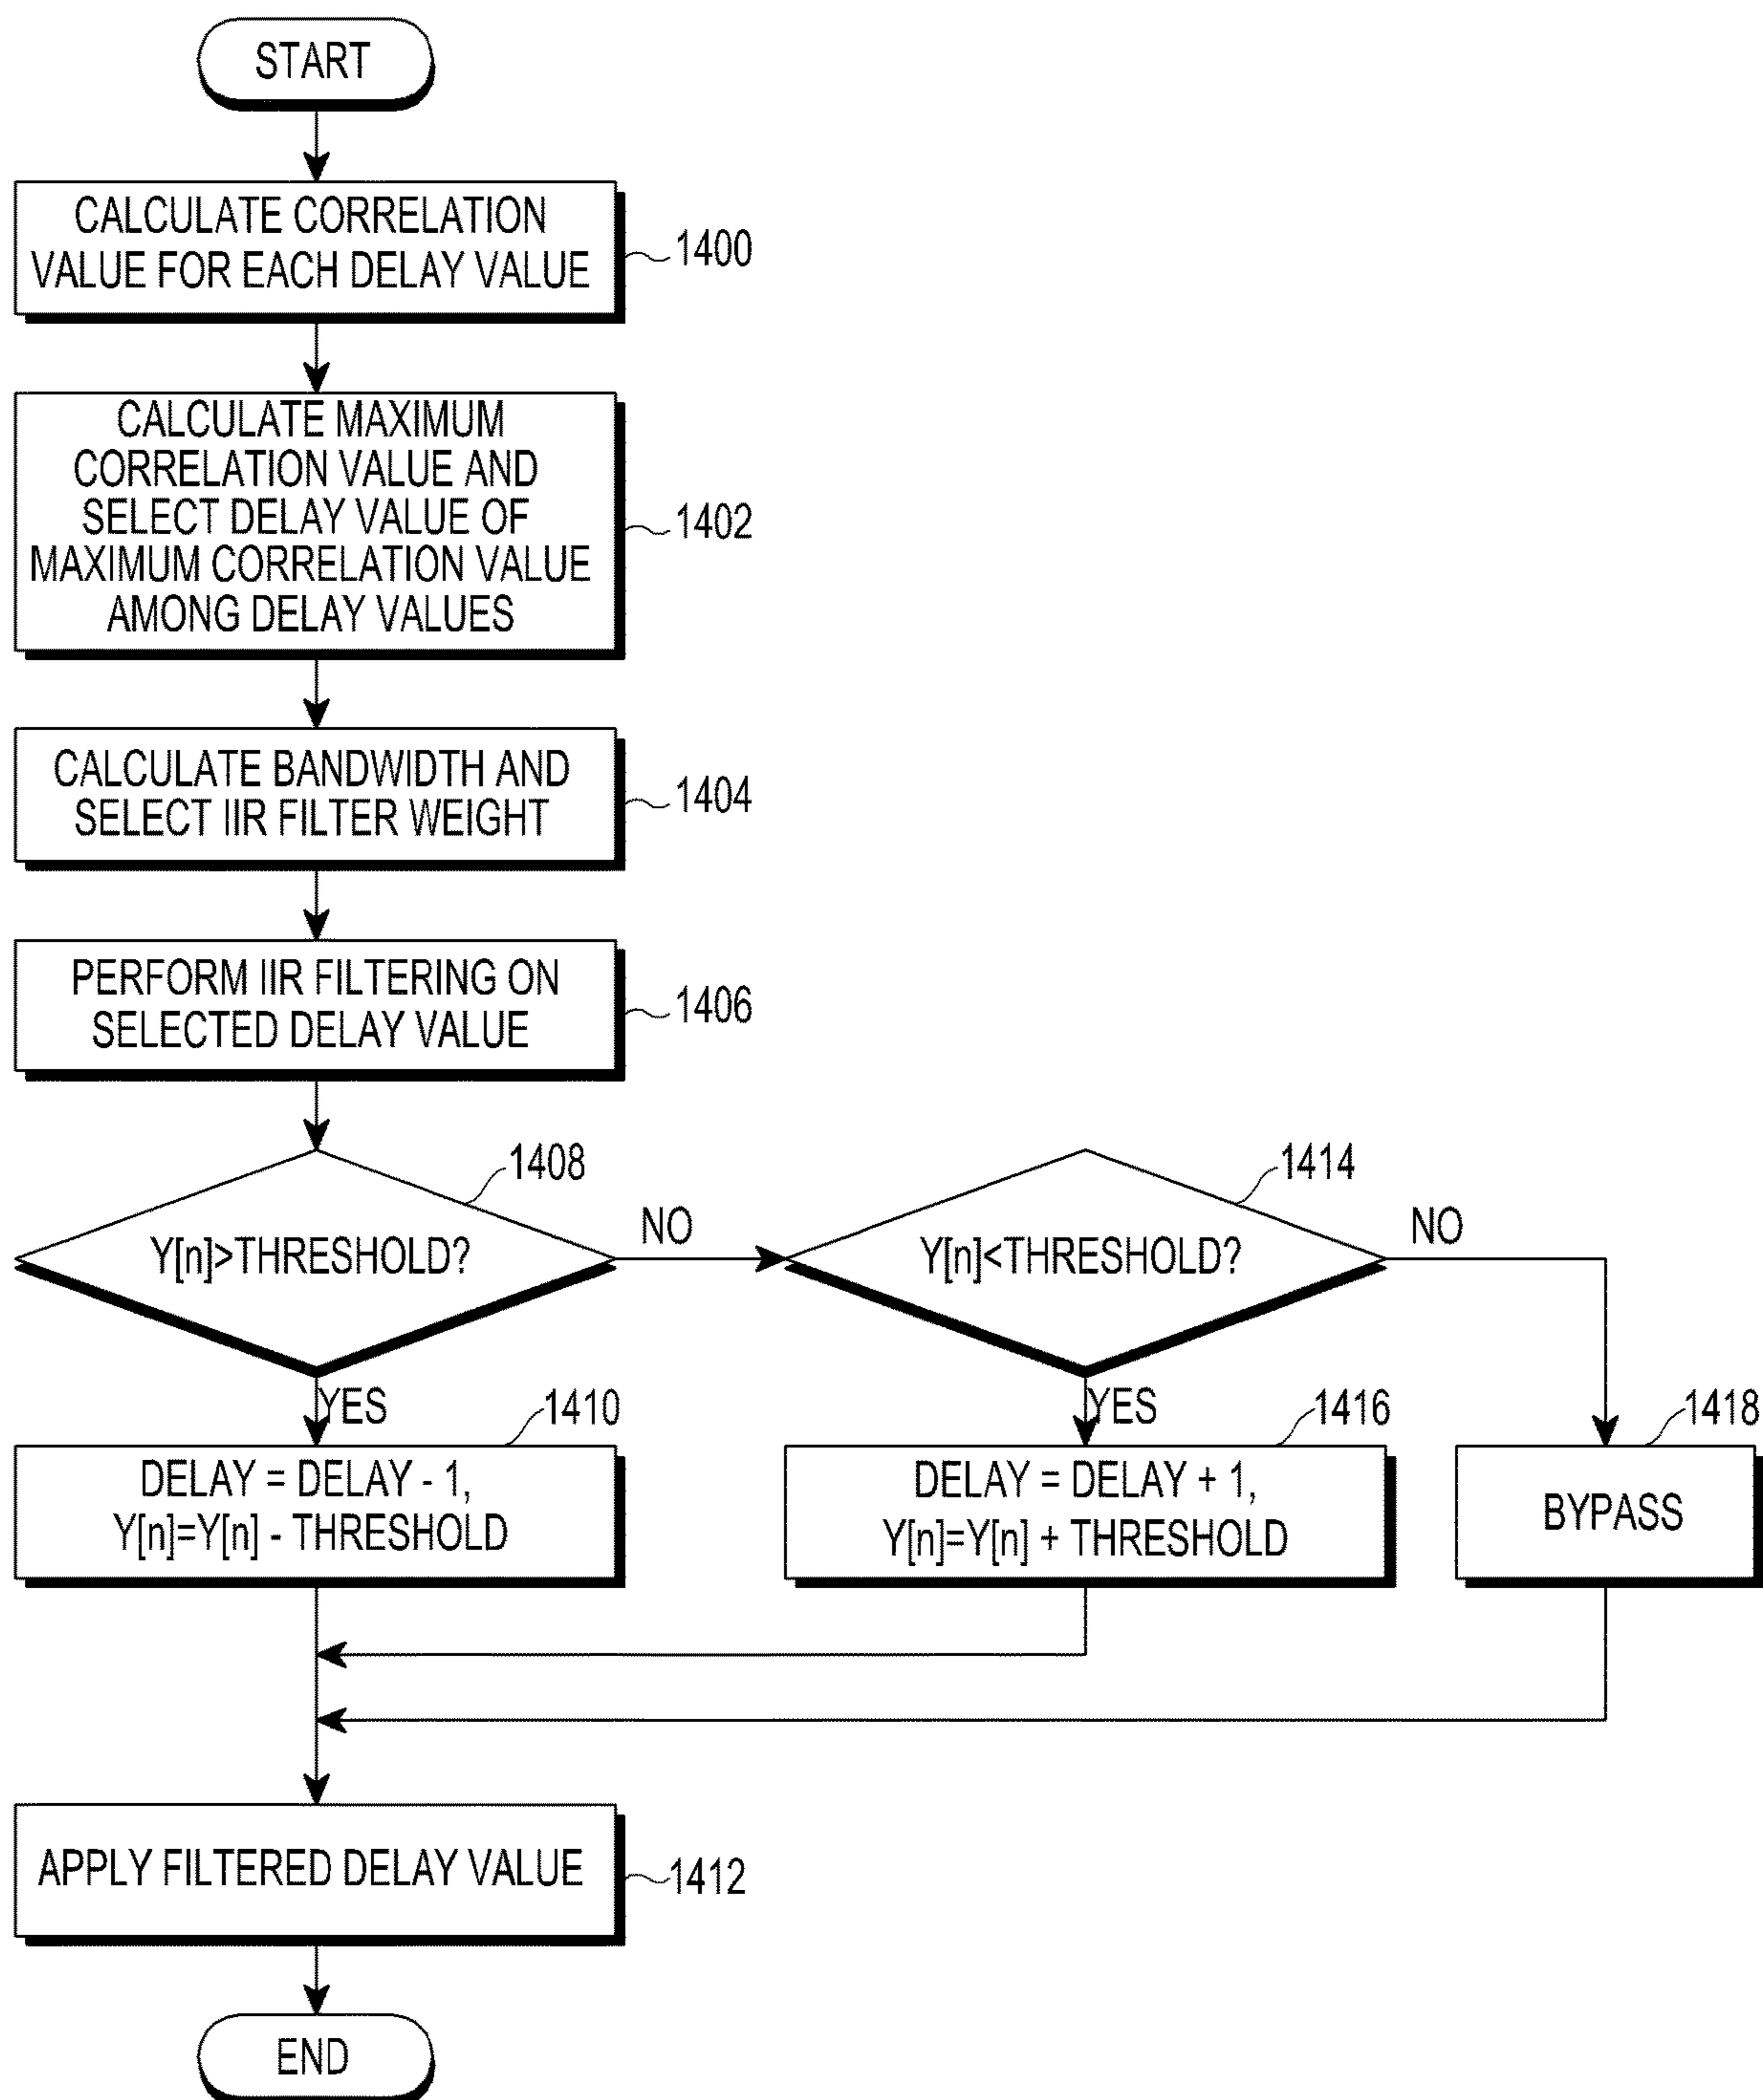 START
CALCULATE CORRELATION
VALUE FOR EACH DELAY VALUE
1400
CALCULATE MAXIMUM
CORRELATION VALUE AND
SELECT DELAY VALUE OF
MAXIMUM CORRELATION VALUE
AMONG DELAY VALUES
1402
CALCULATE BANDWIDTH AND
SELECT IIR FILTER WEIGHT
1404
PERFORM IIR FILTERING ON
SELECTED DELAY VALUE
1406
1408
Y[n]>THRESHOLD?
NO
1414
Y[n]<THRESHOLD?
NO
YES
1410
DELAY = DELAY - 1,
Y[n]=Y[n] - THRESHOLD
YES
1416
DELAY = DELAY + 1,
Y[n]=Y[n] + THRESHOLD
1418
BYPASS
APPLY FILTERED DELAY VALUE
1412
END